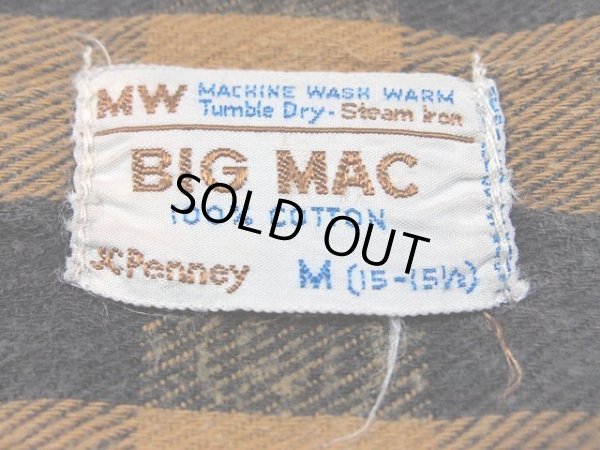 MW MACHINE WASH WARM
Tumble Dry - Steam Iron
BIG MAC
100% COTTON
SOLD OUT
JCPenney M (15-15½)